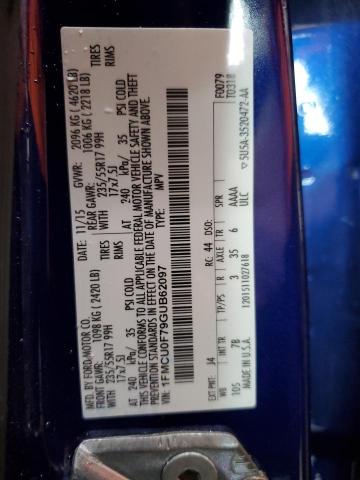 MFD. BY FORD MOTOR CO.
DATE: 11/15 GVWR: 2096 KG ( 4620 LB)
FRONT GAWR: 1098 KG (2420 LB) REAR GAWR: 1006 KG ( 2218 LB)
235/55R17 99H TIRES 235/55R17 99H TIRES
17x7.5J RIMS 17x7.5J RIMS
AT 240 kPa/ 35 PSI COLD AT 240 kPa/ 35 PSI COLD
THIS VEHICLE CONFORMS TO ALL APPLICABLE FEDERAL MOTOR VEHICLE SAFETY AND THEFT
PREVENTION STANDARDS IN EFFECT ON THE DATE OF MANUFACTURE SHOWN ABOVE.
VIN: 1FMCU0F79GUB62097
TYPE: MPV
F0079
T0318
EXT PNT: J4 RC: 44 DSO:
WB INT TR TP/PS R AXLE TR SPR
105 7B 3 35 6 AAAA
ULC
MADE IN U.S.A. 1201511027618
5U5A-3520472-AA